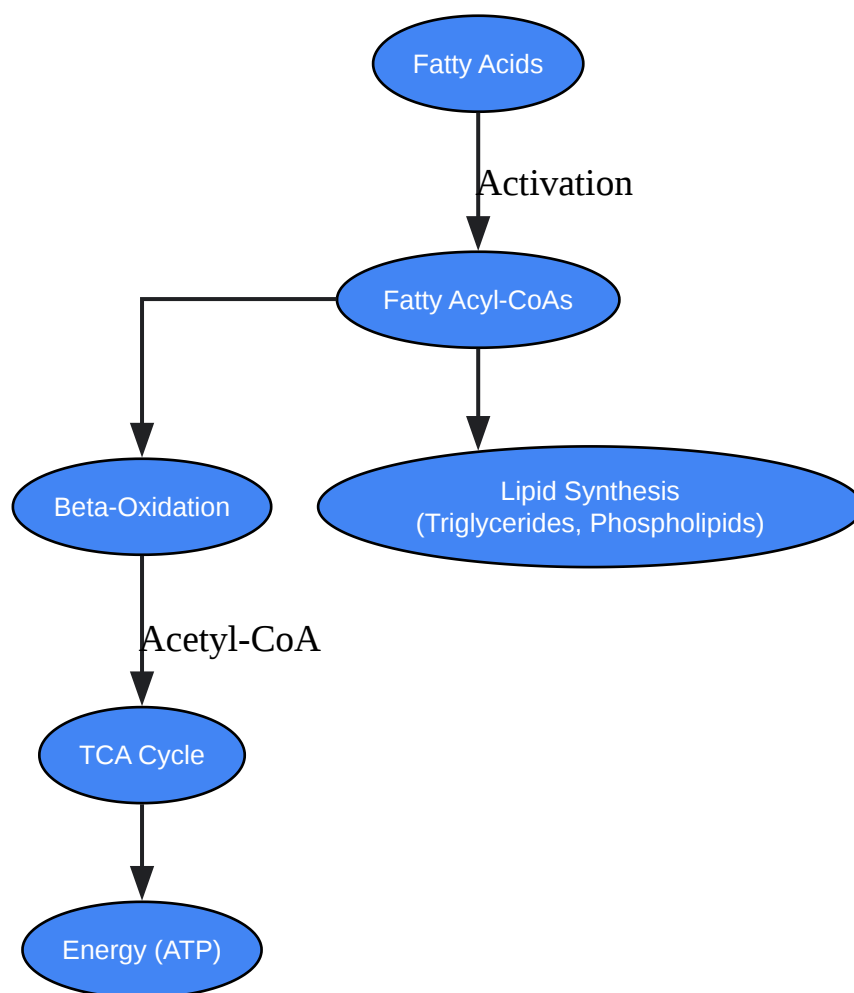 Fatty Acids
Activation
Fatty Acyl-CoAs
Beta-Oxidation
Lipid Synthesis
(Triglycerides, Phospholipids)
Acetyl-CoA
TCA Cycle
Energy (ATP)